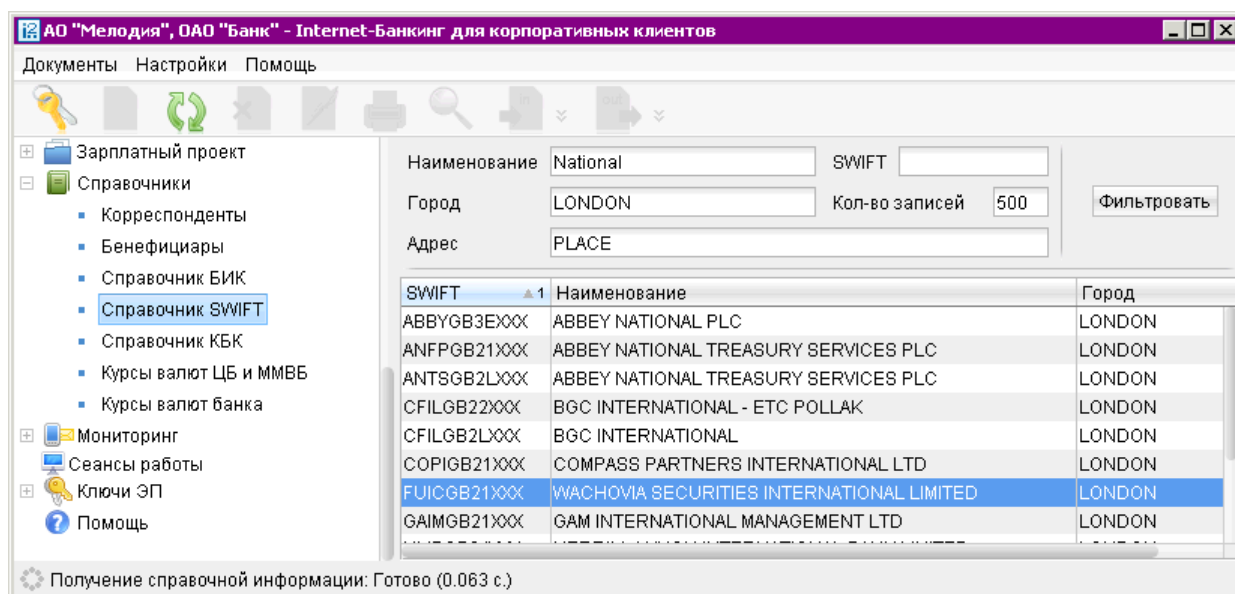 АО "Мелодия", ОАО "Банк" - Internet-Банкинг для корпоративных клиентов
Документы Настройки Помощь
in out
Зарплатный проект
Справочники
Корреспонденты
Бенефициары
Справочник БИК
Справочник SWIFT
Справочник КБК
Курсы валют ЦБ и ММВБ
Курсы валют банка
Мониторинг
Сеансы работы
Ключи ЭП
Помощь
Наименование National SWIFT
Город LONDON Кол-во записей 500 Фильтровать
Адрес PLACE
SWIFT 1 Наименование Город
ABBYGB3EXXX ABBEY NATIONAL PLC LONDON
ANFPGB21XXX ABBEY NATIONAL TREASURY SERVICES PLC LONDON
ANTSGB2LXXX ABBEY NATIONAL TREASURY SERVICES PLC LONDON
CFILGB22XXX BGC INTERNATIONAL - ETC POLLAK LONDON
CFILGB2LXXX BGC INTERNATIONAL LONDON
COPIGB21XXX COMPASS PARTNERS INTERNATIONAL LTD LONDON
FUICGB21XXX WACHOVIA SECURITIES INTERNATIONAL LIMITED LONDON
GAIMGB21XXX GAM INTERNATIONAL MANAGEMENT LTD LONDON
Получение справочной информации: Готово (0.063 с.)